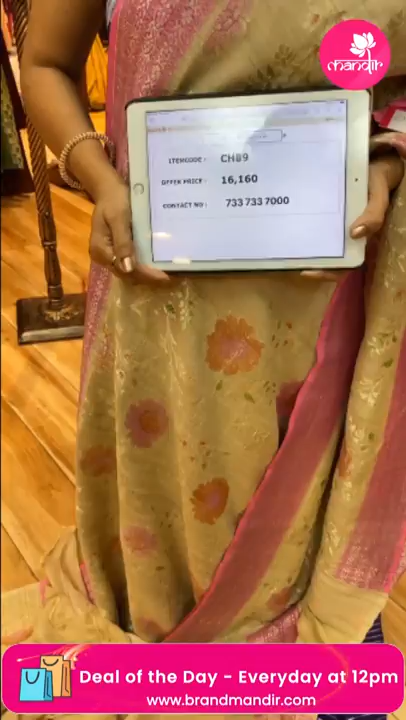 mandir
ITEMCODE : CH89
OFFER PRICE : 16,160
CONTACT NO : 733 733 7000
Deal of the Day - Everyday at 12pm
www.brandmandir.com